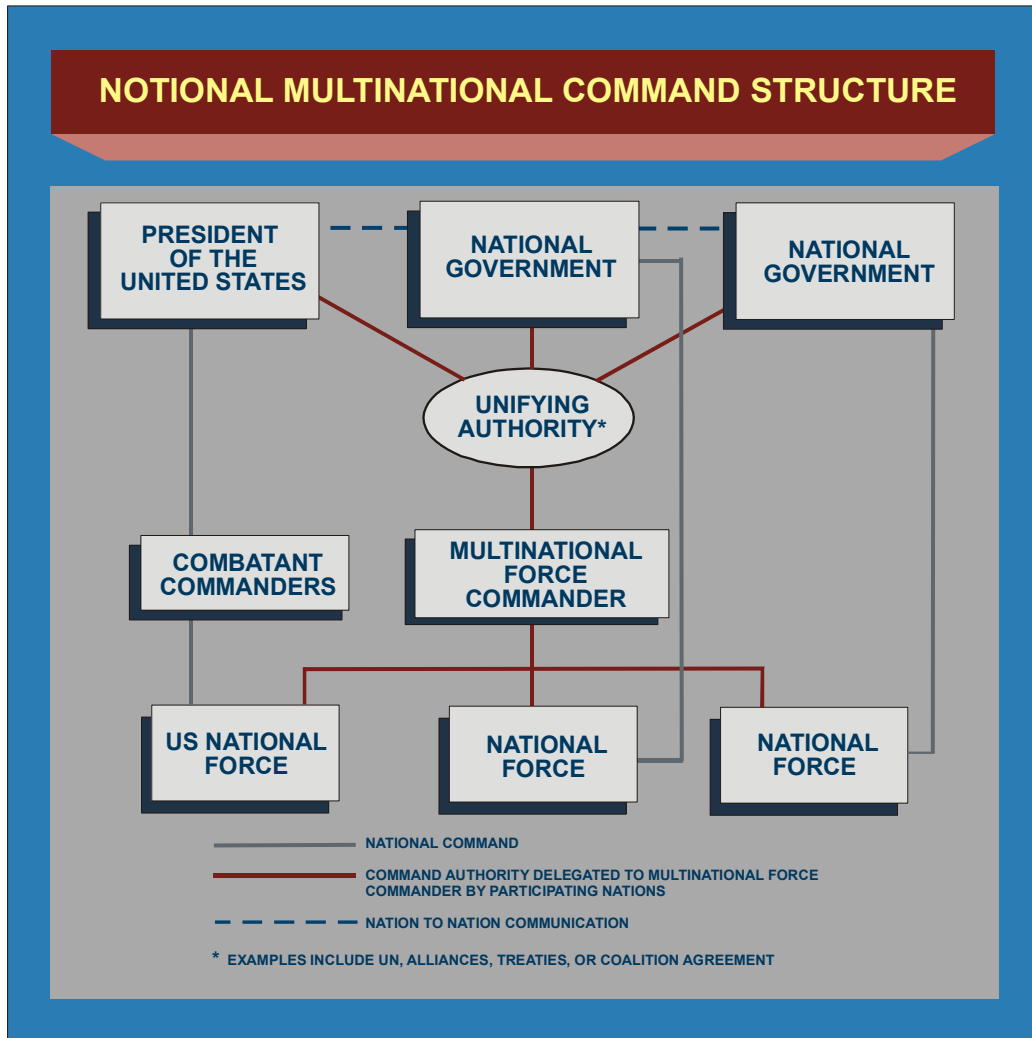 NOTIONAL MULTINATIONAL COMMAND STRUCTURE
PRESIDENT
OF THE
UNITED STATES
NATIONAL
GOVERNMENT
NATIONAL
GOVERNMENT
UNIFYING
AUTHORITY*
COMBATANT
COMMANDERS
MULTINATIONAL
FORCE
COMMANDER
US NATIONAL
FORCE
NATIONAL
FORCE
NATIONAL
FORCE
NATIONAL COMMAND
COMMAND AUTHORITY DELEGATED TO MULTINATIONAL FORCE
COMMANDER BY PARTICIPATING NATIONS
NATION TO NATION COMMUNICATION
* EXAMPLES INCLUDE UN, ALLIANCES, TREATIES, OR COALITION AGREEMENT